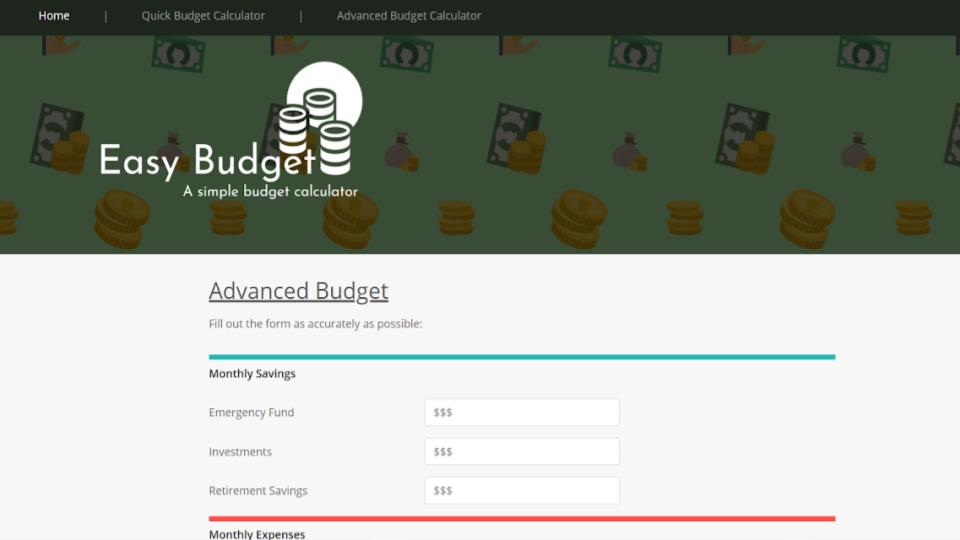 Home | Quick Budget Calculator | Advanced Budget Calculator
Easy Budget
A simple budget calculator
Advanced Budget
Fill out the form as accurately as possible:
Monthly Savings
Emergency Fund $$$
Investments $$$
Retirement Savings $$$
Monthly Expenses